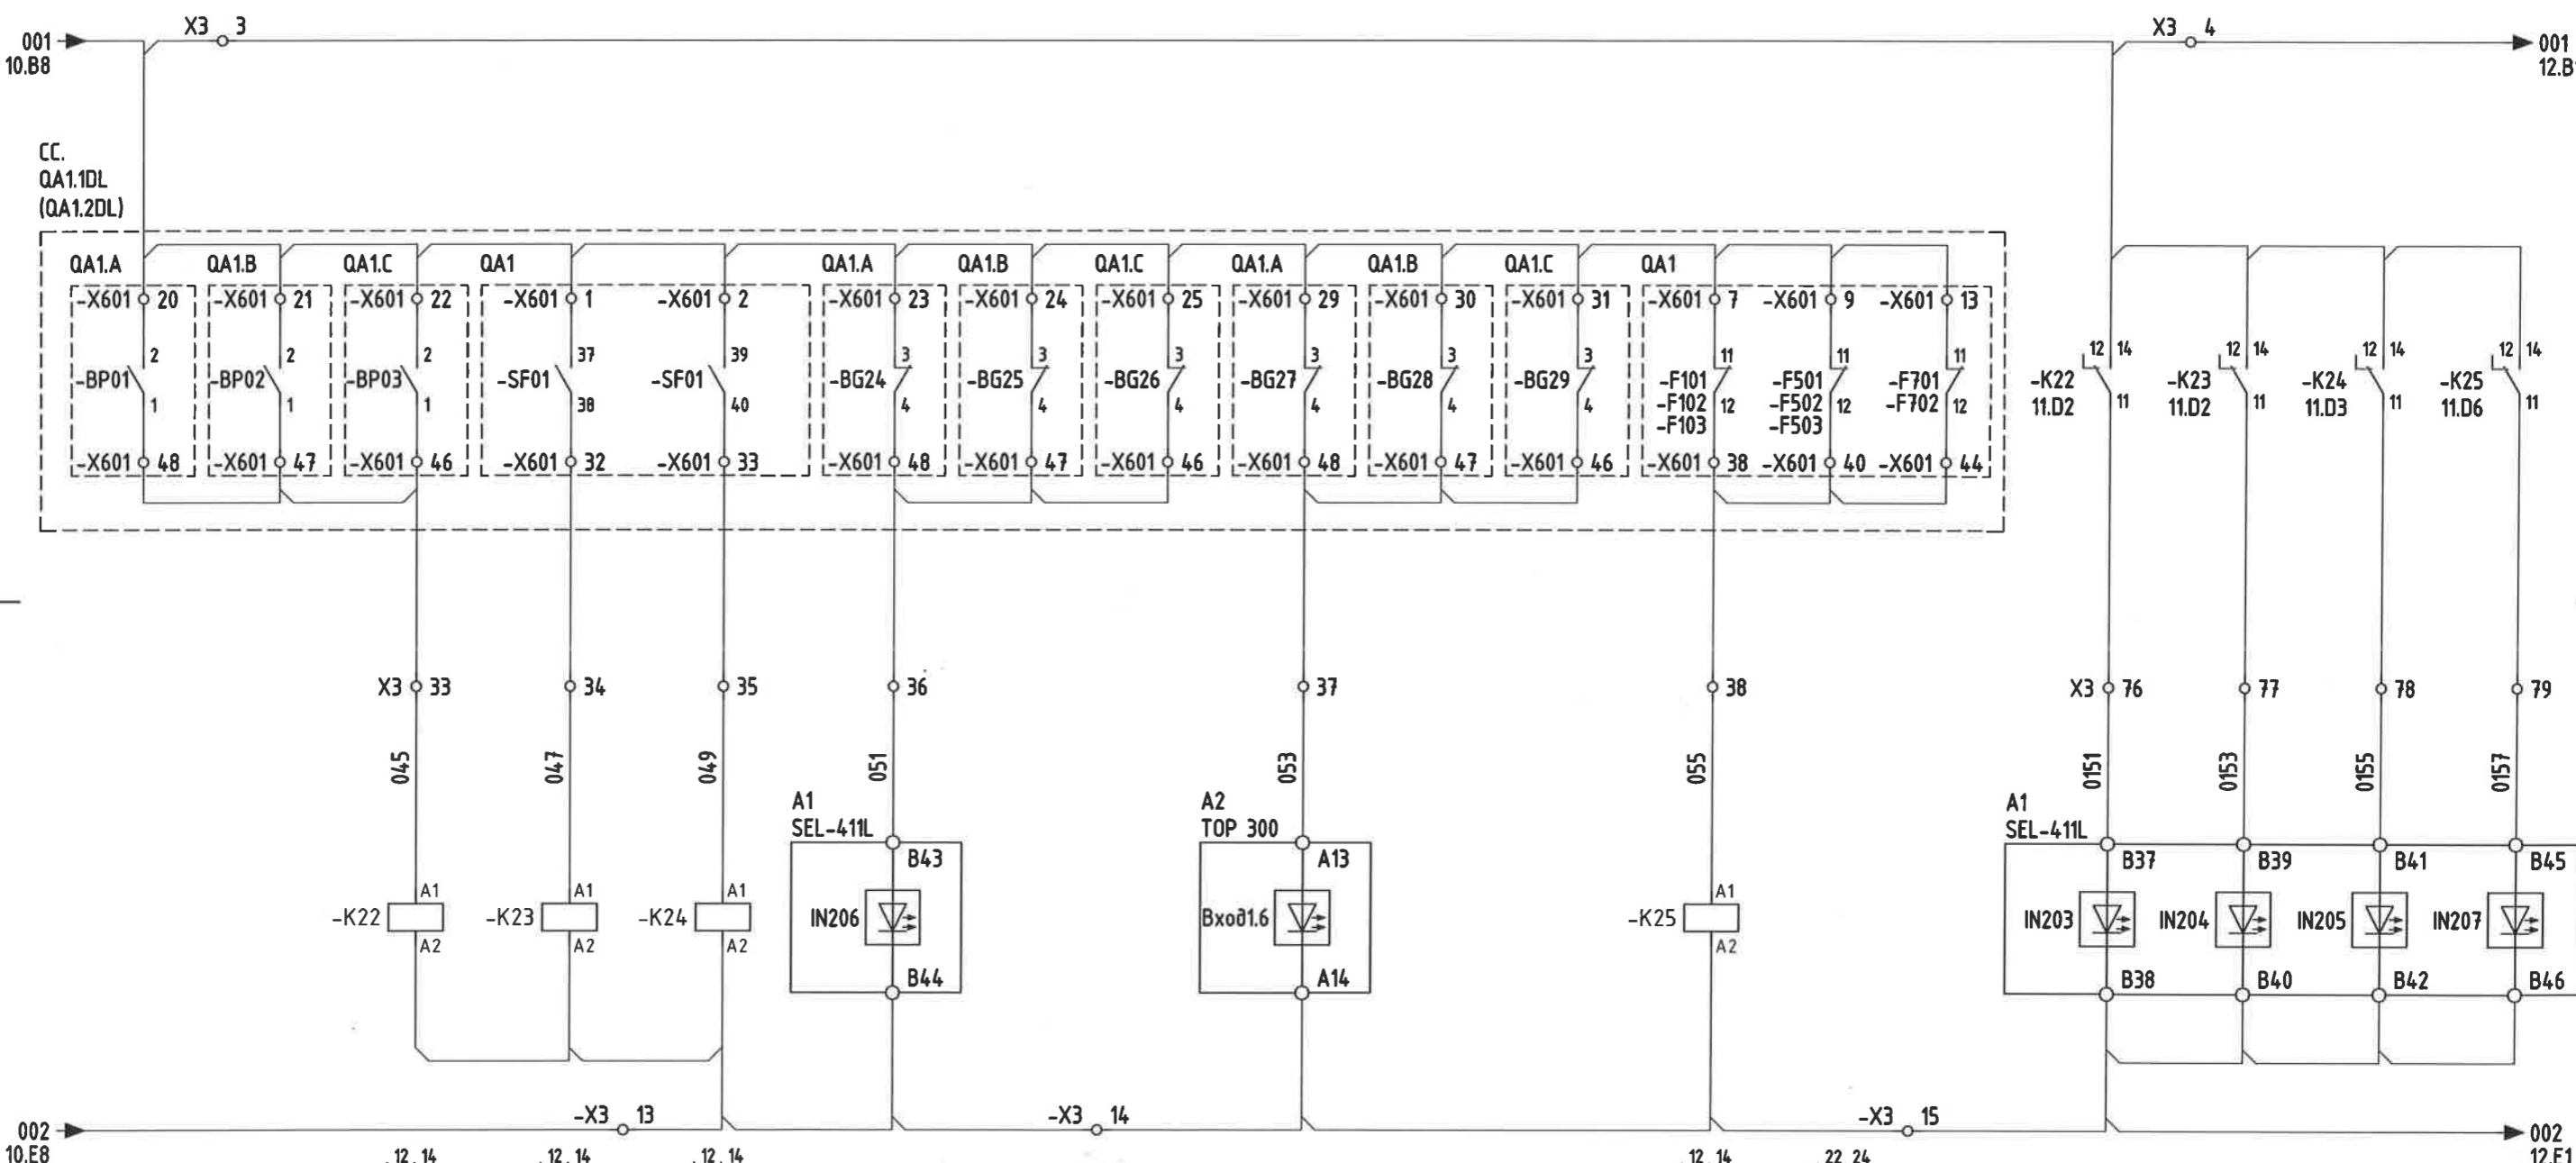 X3 3
X3 4
001
10.B8
001
12.B
CC.
QA1.1DL
(QA1.2DL)
QA1.A QA1.B QA1.C QA1 QA1.A QA1.B QA1.C QA1.A QA1.B QA1.C QA1
-X601 20 -X601 21 -X601 22 -X601 1 -X601 2 -X601 23 -X601 24 -X601 25 -X601 29 -X601 30 -X601 31 -X601 7 -X601 9 -X601 13
2 2 2 37 39 3 3 3 3 3 3 11 11 11 12 14 12 14 12 14 12 14
-BP01 -BP02 -BP03 -SF01 -SF01 -BG24 -BG25 -BG26 -BG27 -BG28 -BG29 -F101 -F501 -F701 -K22 -K23 -K24 -K25
1 1 1 38 40 4 4 4 4 4 4 -F102 12 -F502 12 -F702 12 11.D2 11 11.D2 11 11.D3 11 11.D6 11
-F103 -F503
-X601 48 -X601 47 -X601 46 -X601 32 -X601 33 -X601 48 -X601 47 -X601 46 -X601 48 -X601 47 -X601 46 -X601 38 -X601 40 -X601 44
X3 33 34 35 36 37 38 X3 76 77 78 79
045 047 049 051 053 055 0151 0153 0155 0157
A1 A2 A1
SEL-411L TOP 300 SEL-411L
B43 A13 B37 B39 B41 B45
A1 A1 A1 A1
-K22 -K23 -K24 IN206 Вход1.6 -K25 IN203 IN204 IN205 IN207
A2 A2 A2 A2
B44 A14 B38 B40 B42 B46
-X3 13 -X3 14 -X3 15
002
10.E8
002
12.E1
12 14 12 14 12 14 12 14 22 24